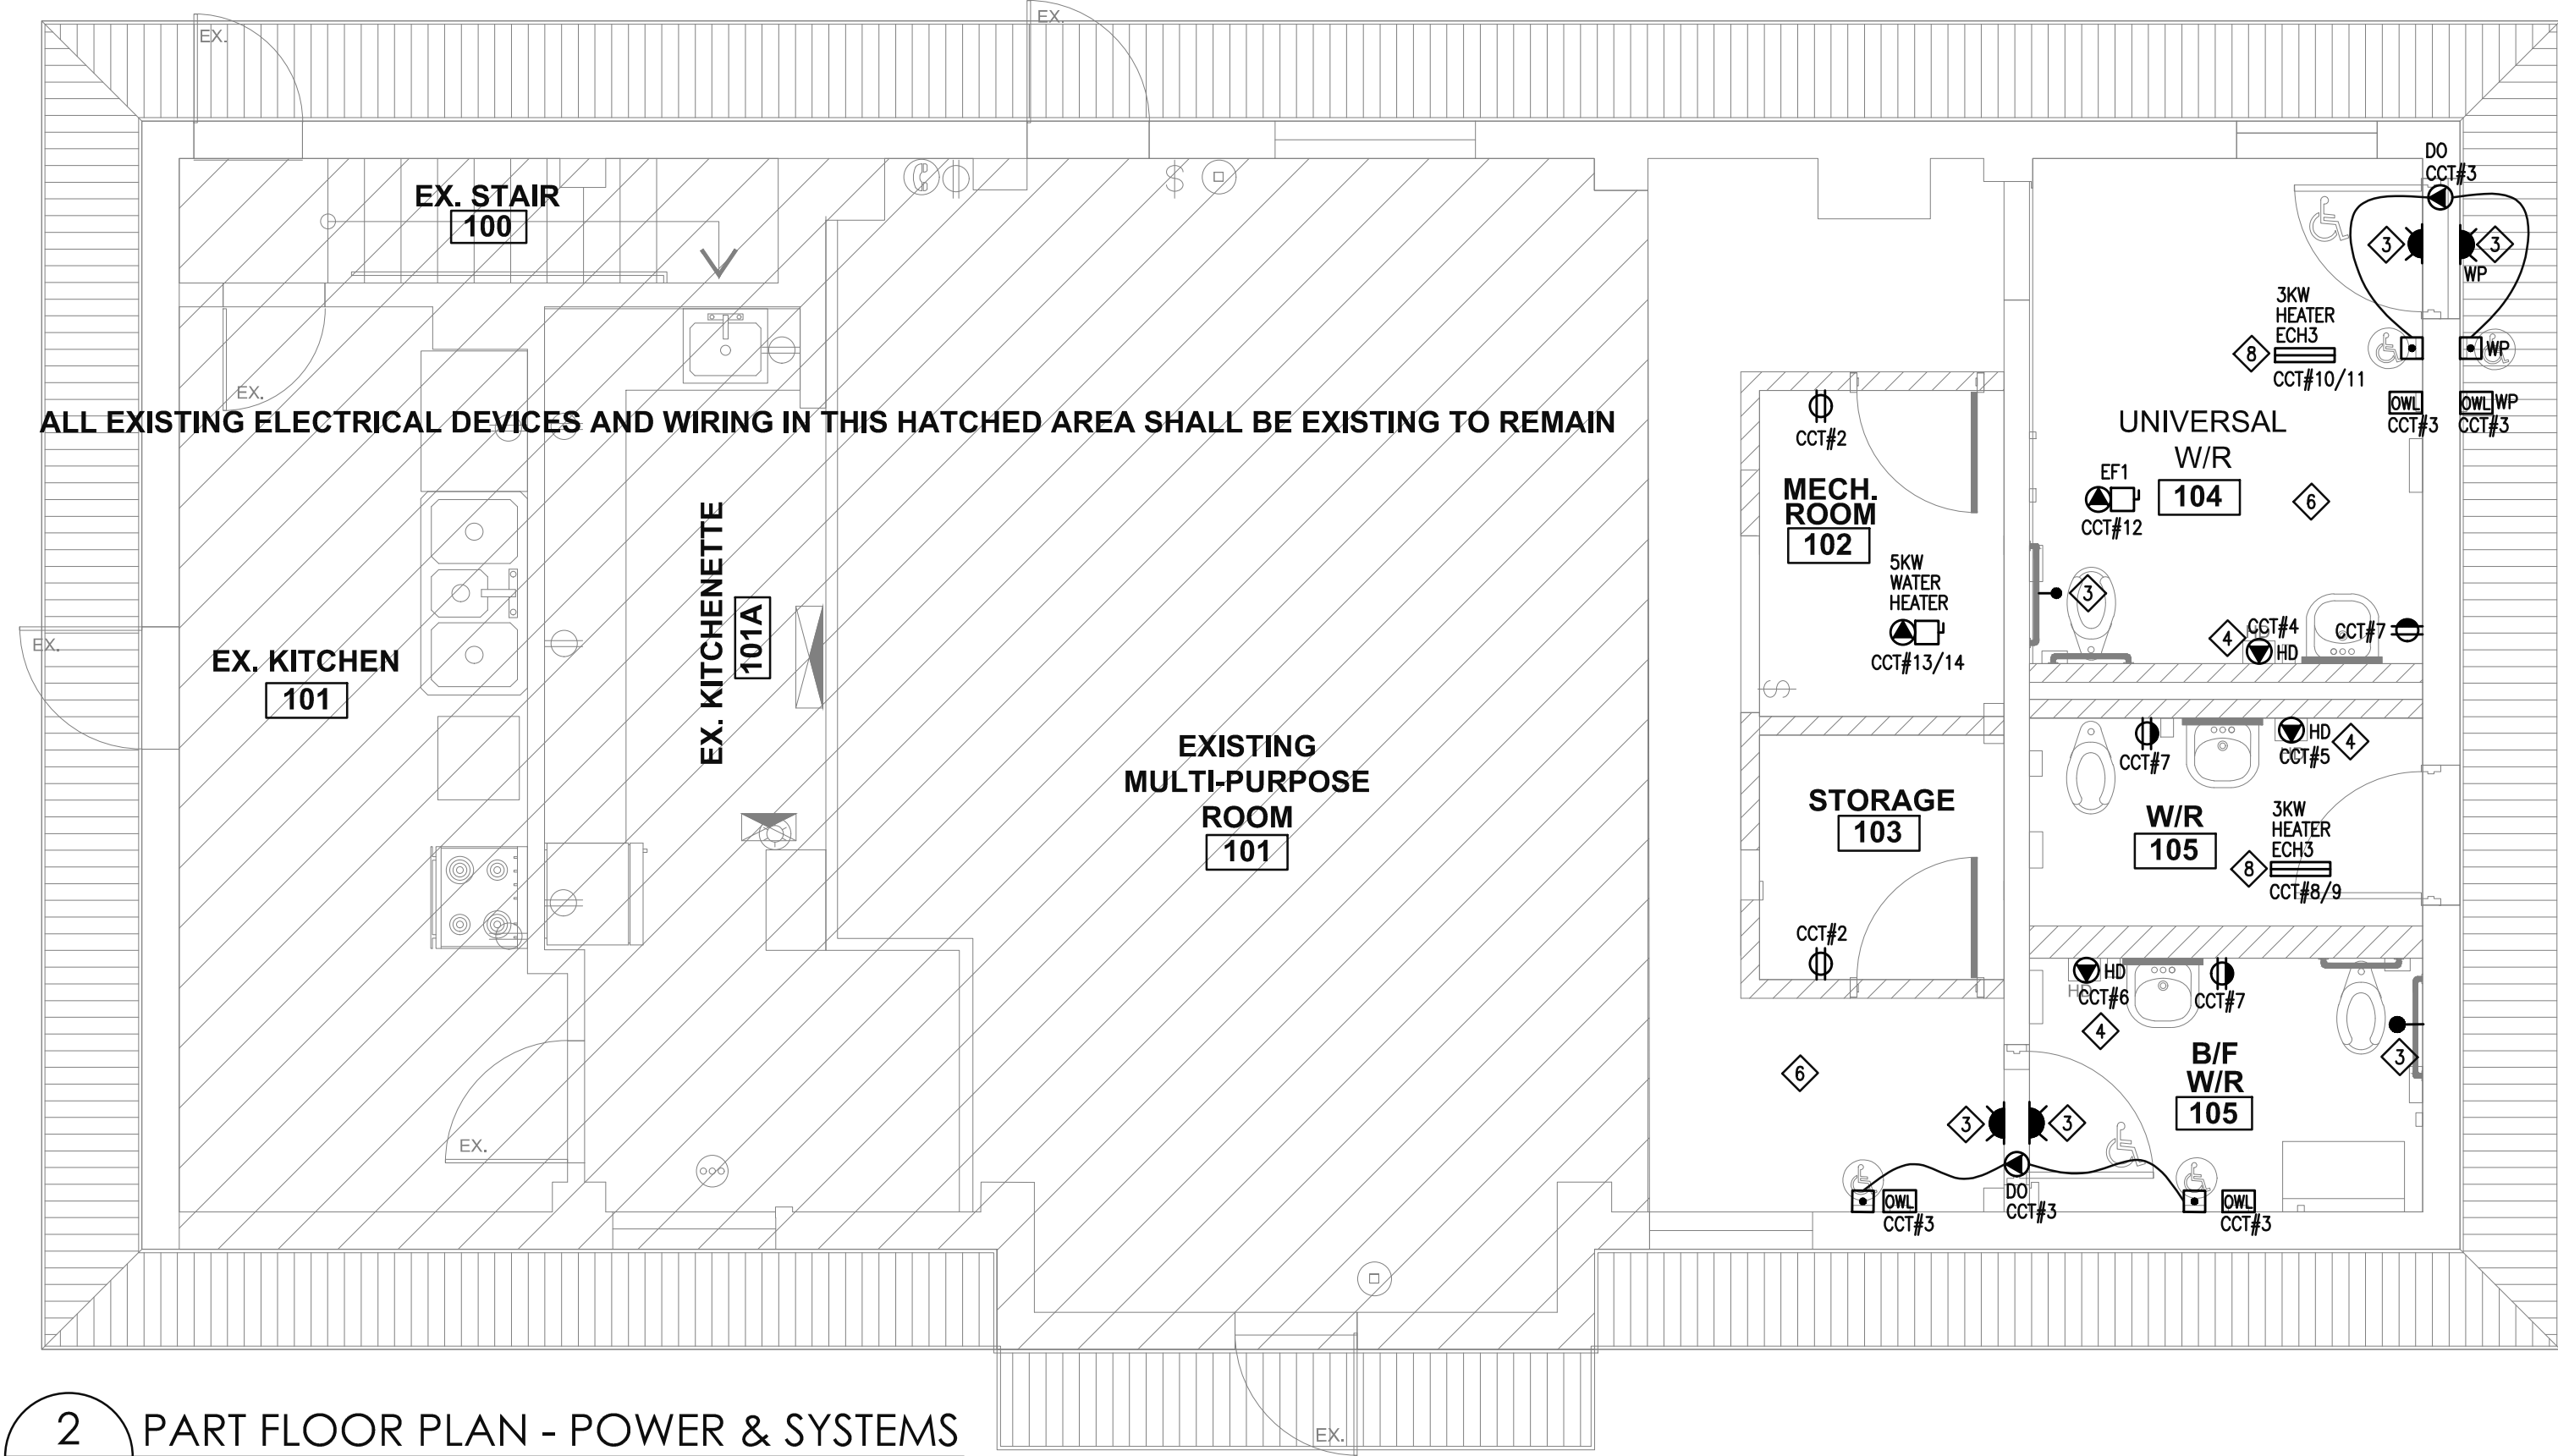 EX.
EX.
EX. STAIR
100
DO
CCT#3
3
3
WP
3KW
HEATER
ECH3
8
CCT#10/11
WP
EX.
OWL
OWL WP
CCT#3
CCT#3
ALL EXISTING ELECTRICAL DEVICES AND WIRING IN THIS HATCHED AREA SHALL BE EXISTING TO REMAIN
CCT#2
UNIVERSAL
W/R
104
EF1
CCT#12
6
MECH.
ROOM
102
5KW
WATER
HEATER
CCT#13/14
3
4
CCT#4
HD
CCT#7
EX.
EX. KITCHEN
101
EX. KITCHENETTE
101A
EXISTING
MULTI-PURPOSE
ROOM
101
CCT#7
HD
CCT#5
4
STORAGE
103
W/R
105
3KW
HEATER
ECH3
8
CCT#8/9
CCT#2
HD
HD
CCT#6
CCT#7
4
3
6
B/F
W/R
105
EX.
3
3
OWL
CCT#3
DO
CCT#3
OWL
CCT#3
EX.
2
PART FLOOR PLAN - POWER & SYSTEMS